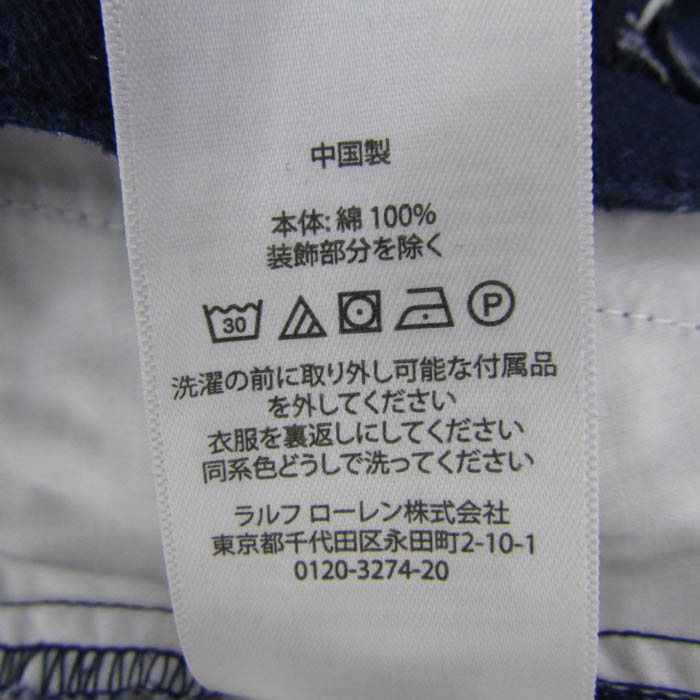 中国製
本体: 綿 100%
装飾部分を除く
30 P
洗濯の前に取り外し可能な付属品
を外してください
衣服を裏返しにしてください
同系色どうしで洗ってください
ラルフ ローレン株式会社
東京都千代田区永田町2-10-1
0120-3274-20